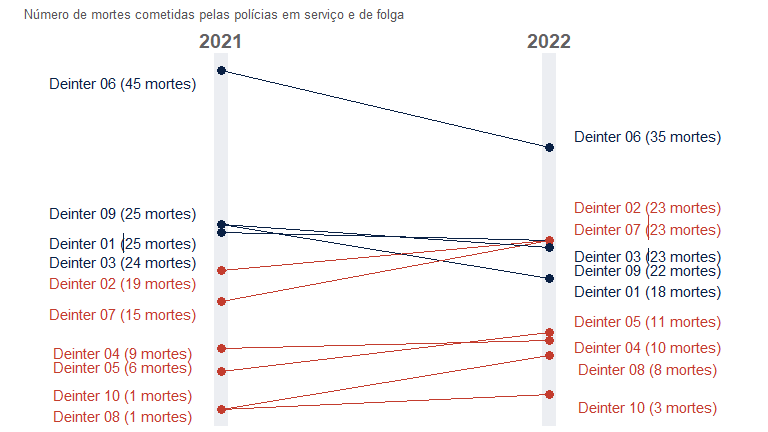 Número de mortes cometidas pelas polícias em serviço e de folga
2021
2022
Deinter 06 (45 mortes)
Deinter 09 (25 mortes)
Deinter 01 (25 mortes)
Deinter 03 (24 mortes)
Deinter 02 (19 mortes)
Deinter 07 (15 mortes)
Deinter 04 (9 mortes)
Deinter 05 (6 mortes)
Deinter 10 (1 mortes)
Deinter 08 (1 mortes)
Deinter 06 (35 mortes)
Deinter 02 (23 mortes)
Deinter 07 (23 mortes)
Deinter 03 (23 mortes)
Deinter 09 (22 mortes)
Deinter 01 (18 mortes)
Deinter 05 (11 mortes)
Deinter 04 (10 mortes)
Deinter 08 (8 mortes)
Deinter 10 (3 mortes)